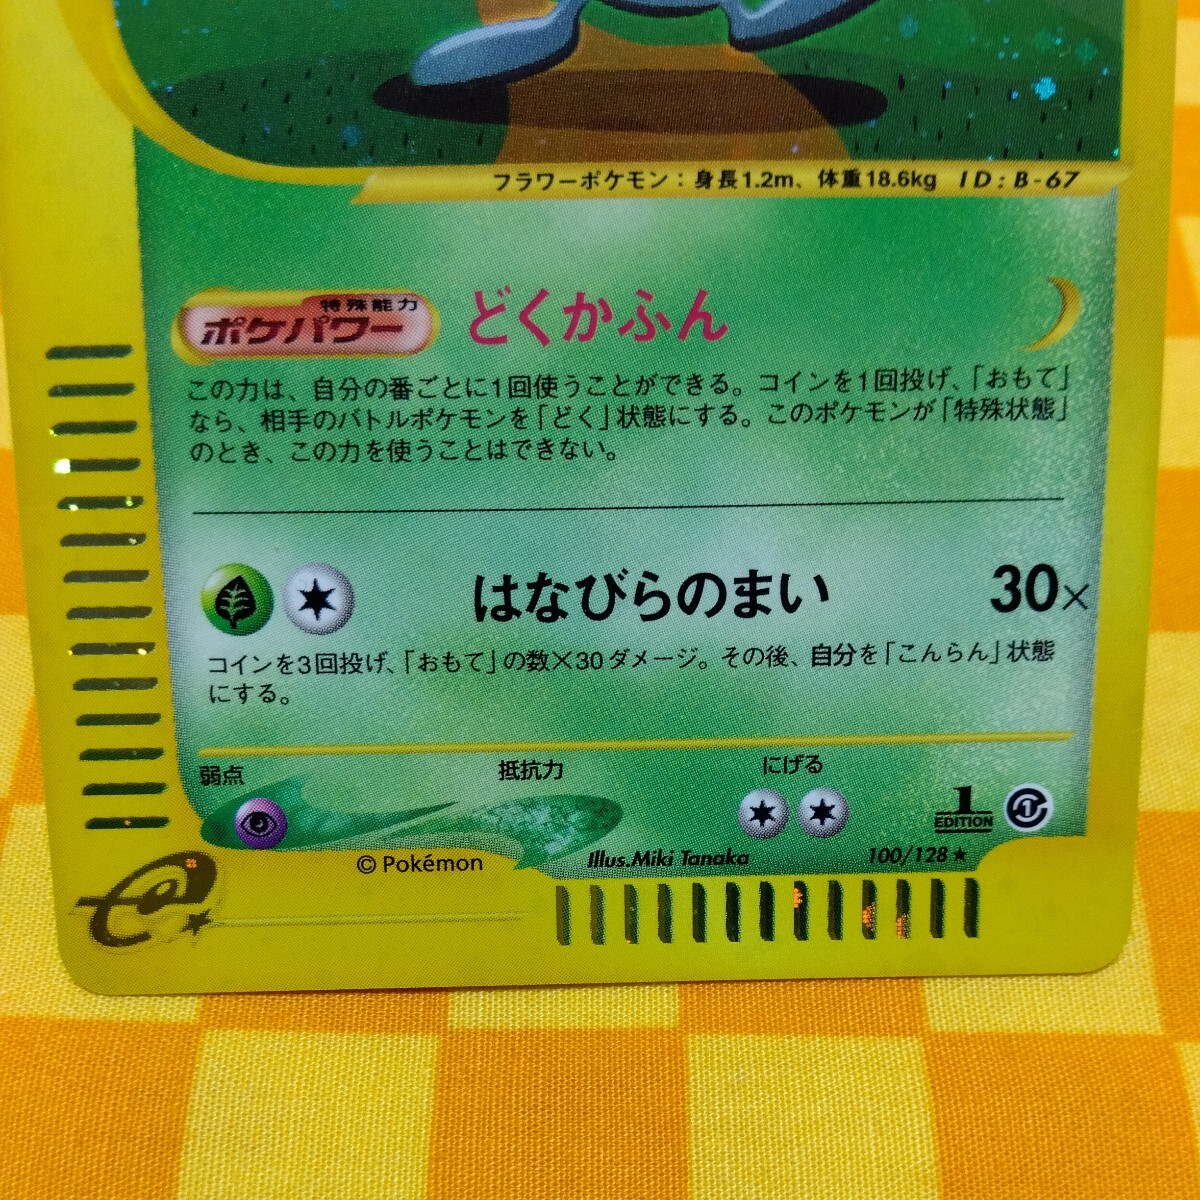 フラワーポケモン：身長1.2m、体重18.6kg ID:B-67
特殊能力
ポケパワー どくかふん
この力は、自分の番ごとに1回使うことができる。コインを1回投げ、「おもて」
なら、相手のバトルポケモンを「どく」状態にする。このポケモンが「特殊状態」
のとき、この力を使うことはできない。
はなびらのまい 30×
コインを3回投げ、「おもて」の数×30ダメージ。その後、自分を「こんらん」状態
にする。
弱点 抵抗力 にげる
1
EDITION
1
© Pokémon Illus.Miki Tanaka 100/128 ★
e